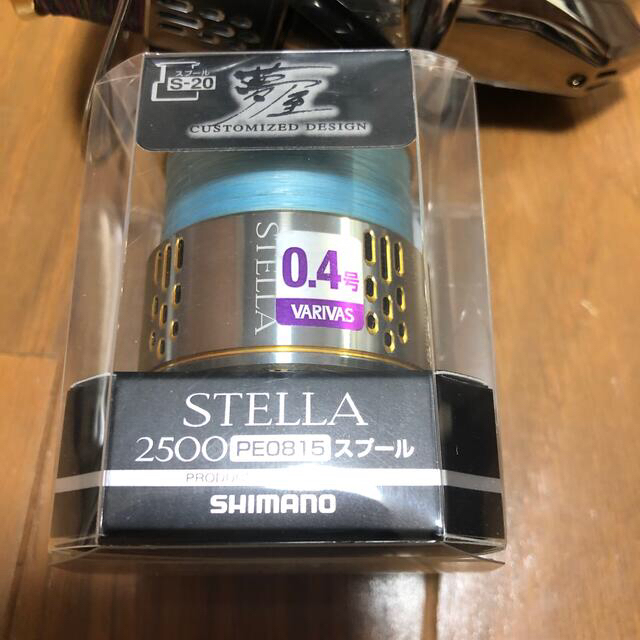 スプール
S-20
夢屋
CUSTOMIZED DESIGN
STELLA
0.4号
VARIVAS
STELLA
2500 PE0815 スプール
SHIMANO